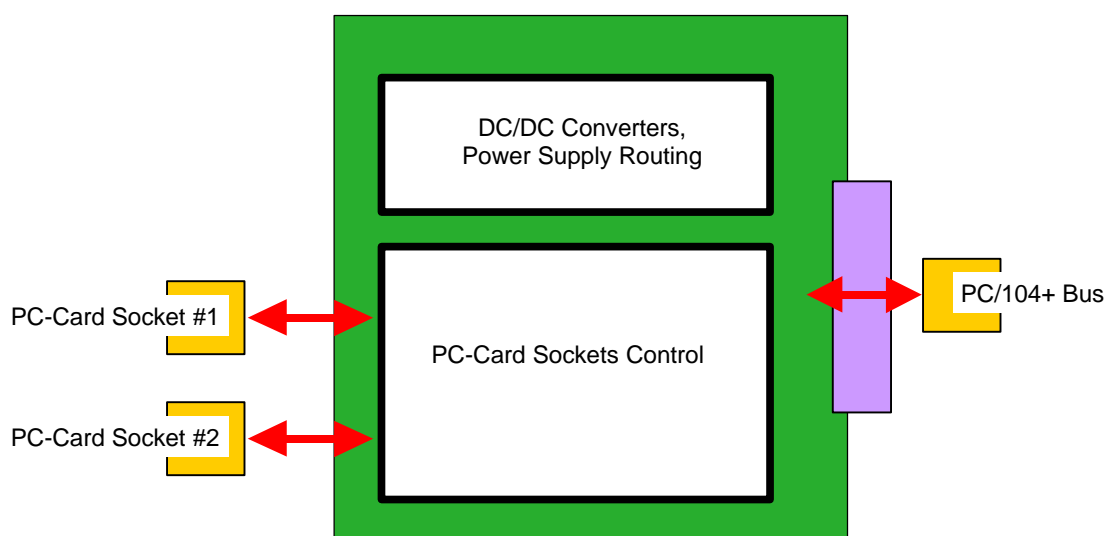 DC/DC Converters,
Power Supply Routing
PC-Card Socket #1
PC/104+ Bus
PC-Card Sockets Control
PC-Card Socket #2